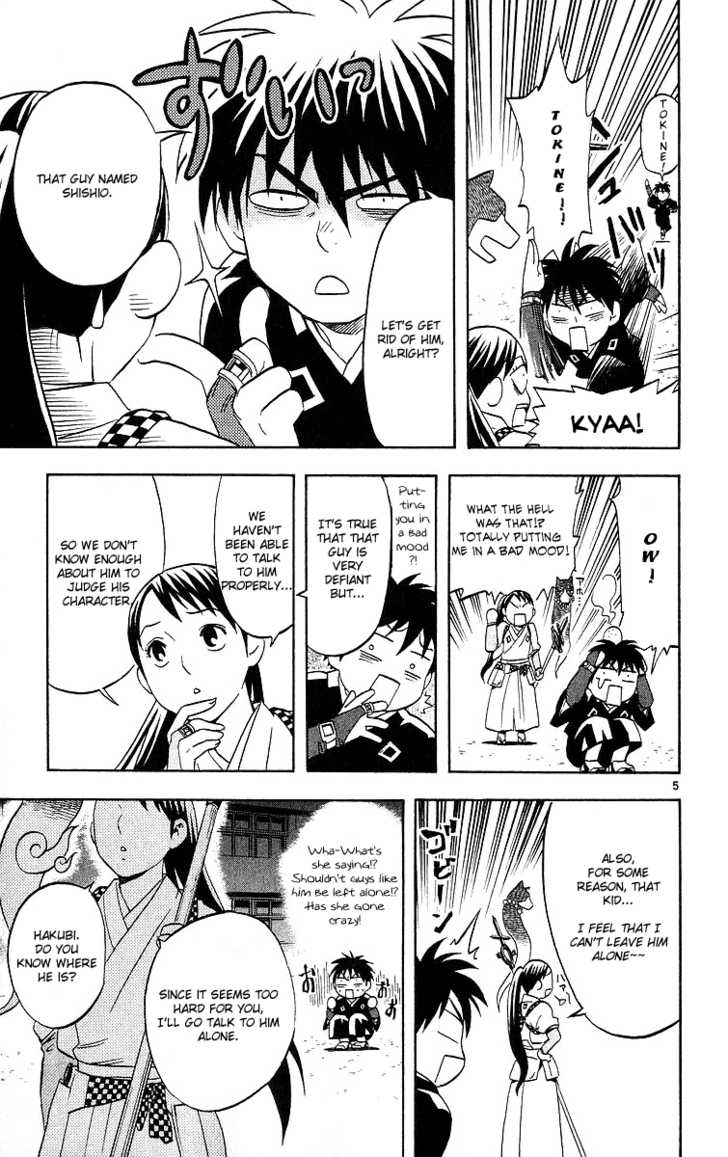 TOKINE!
TOKINE!!
KYAA!
ずいっ
LET'S GET
RID OF HIM,
ALRIGHT?
THAT GUY NAMED
SHISHIO.
OW!
WHAT THE HELL
WAS THAT!?
TOTALLY PUTTING
ME IN A BAD MOOD!
Put-
ting
you in
a bad
mood
?!
IT'S TRUE
THAT THAT
GUY IS
VERY
DEFIANT
BUT...
WE
HAVEN'T
BEEN ABLE
TO TALK
TO HIM
PROPERLY...
SO WE DON'T
KNOW ENOUGH
ABOUT HIM TO
JUDGE HIS
CHARACTER.
5
ALSO,
FOR SOME
REASON, THAT
KID...
I FEEL THAT I
CAN'T LEAVE HIM
ALONE~~
Wha-What's
she saying!?
Shouldn't guys like
him be left alone!?
Has she gone
crazy!
SINCE IT SEEMS TOO
HARD FOR YOU,
I'LL GO TALK TO HIM
ALONE.
HAKUBI.
DO YOU
KNOW WHERE
HE IS?